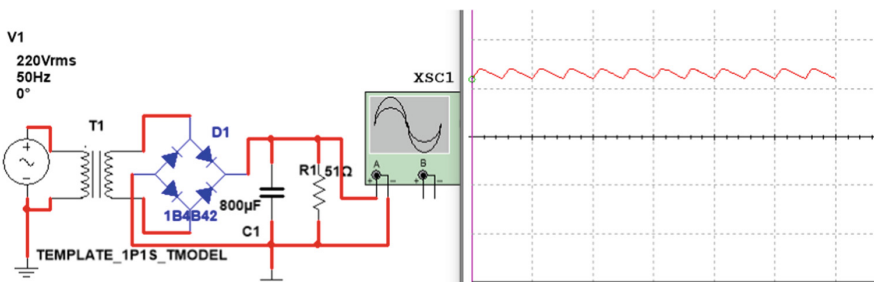 V1
220Vrms
50Hz
0°
T1
D1
XSC1
A
B
R1
51Ω
800µF
1B4B42
C1
TEMPLATE_1P1S_TMODEL